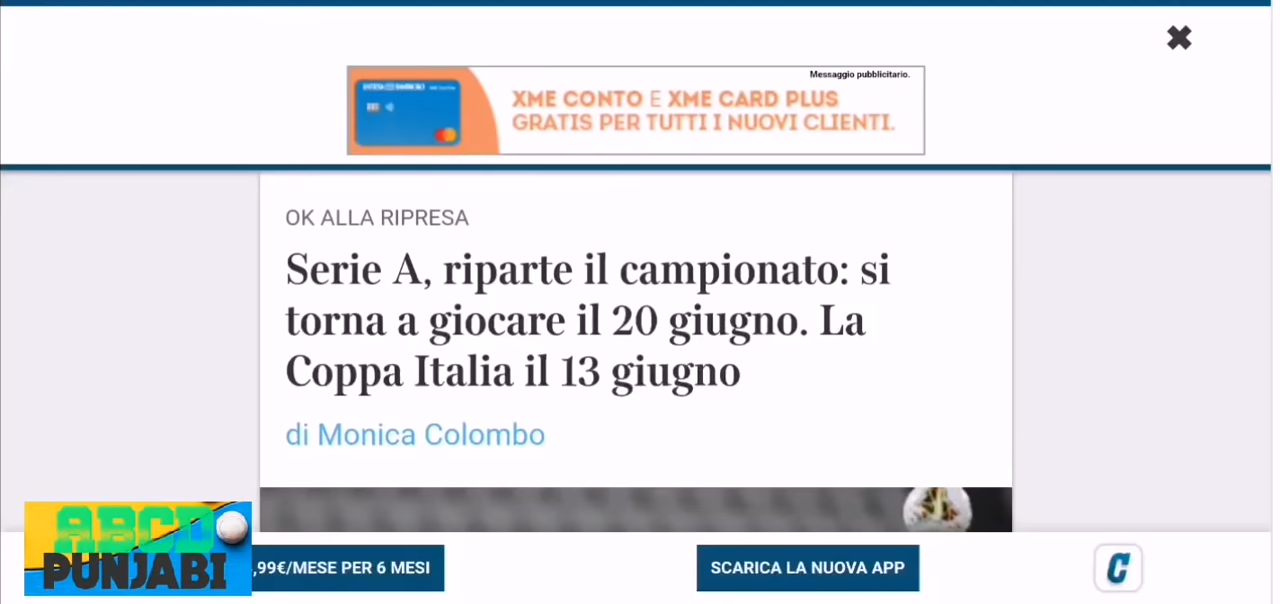 Messaggio pubblicitario.
XME CONTO E XME CARD PLUS
GRATIS PER TUTTI I NUOVI CLIENTI.
OK ALLA RIPRESA
Serie A, riparte il campionato: si
torna a giocare il 20 giugno. La
Coppa Italia il 13 giugno
di Monica Colombo
ABCD
PUNJABI
,99€/MESE PER 6 MESI
SCARICA LA NUOVA APP
C